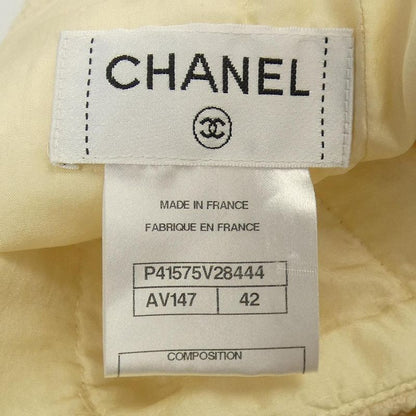 CHANEL
MADE IN FRANCE
FABRIQUE EN FRANCE
P41575V28444
AV147 42
COMPOSITION